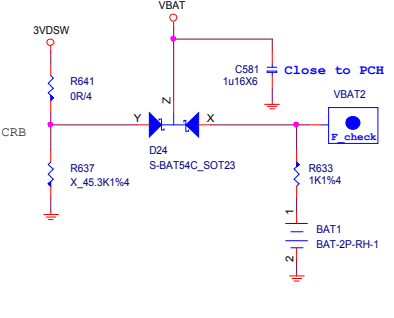 VBAT
3VDSW
R641
0R/4
C581
1u16X6
Close to PCH
VBAT2
F_check
Z
Y
X
CRB
D24
S-BAT54C_SOT23
R637
X_45.3K1%4
R633
1K1%4
1
BAT1
BAT-2P-RH-1
2